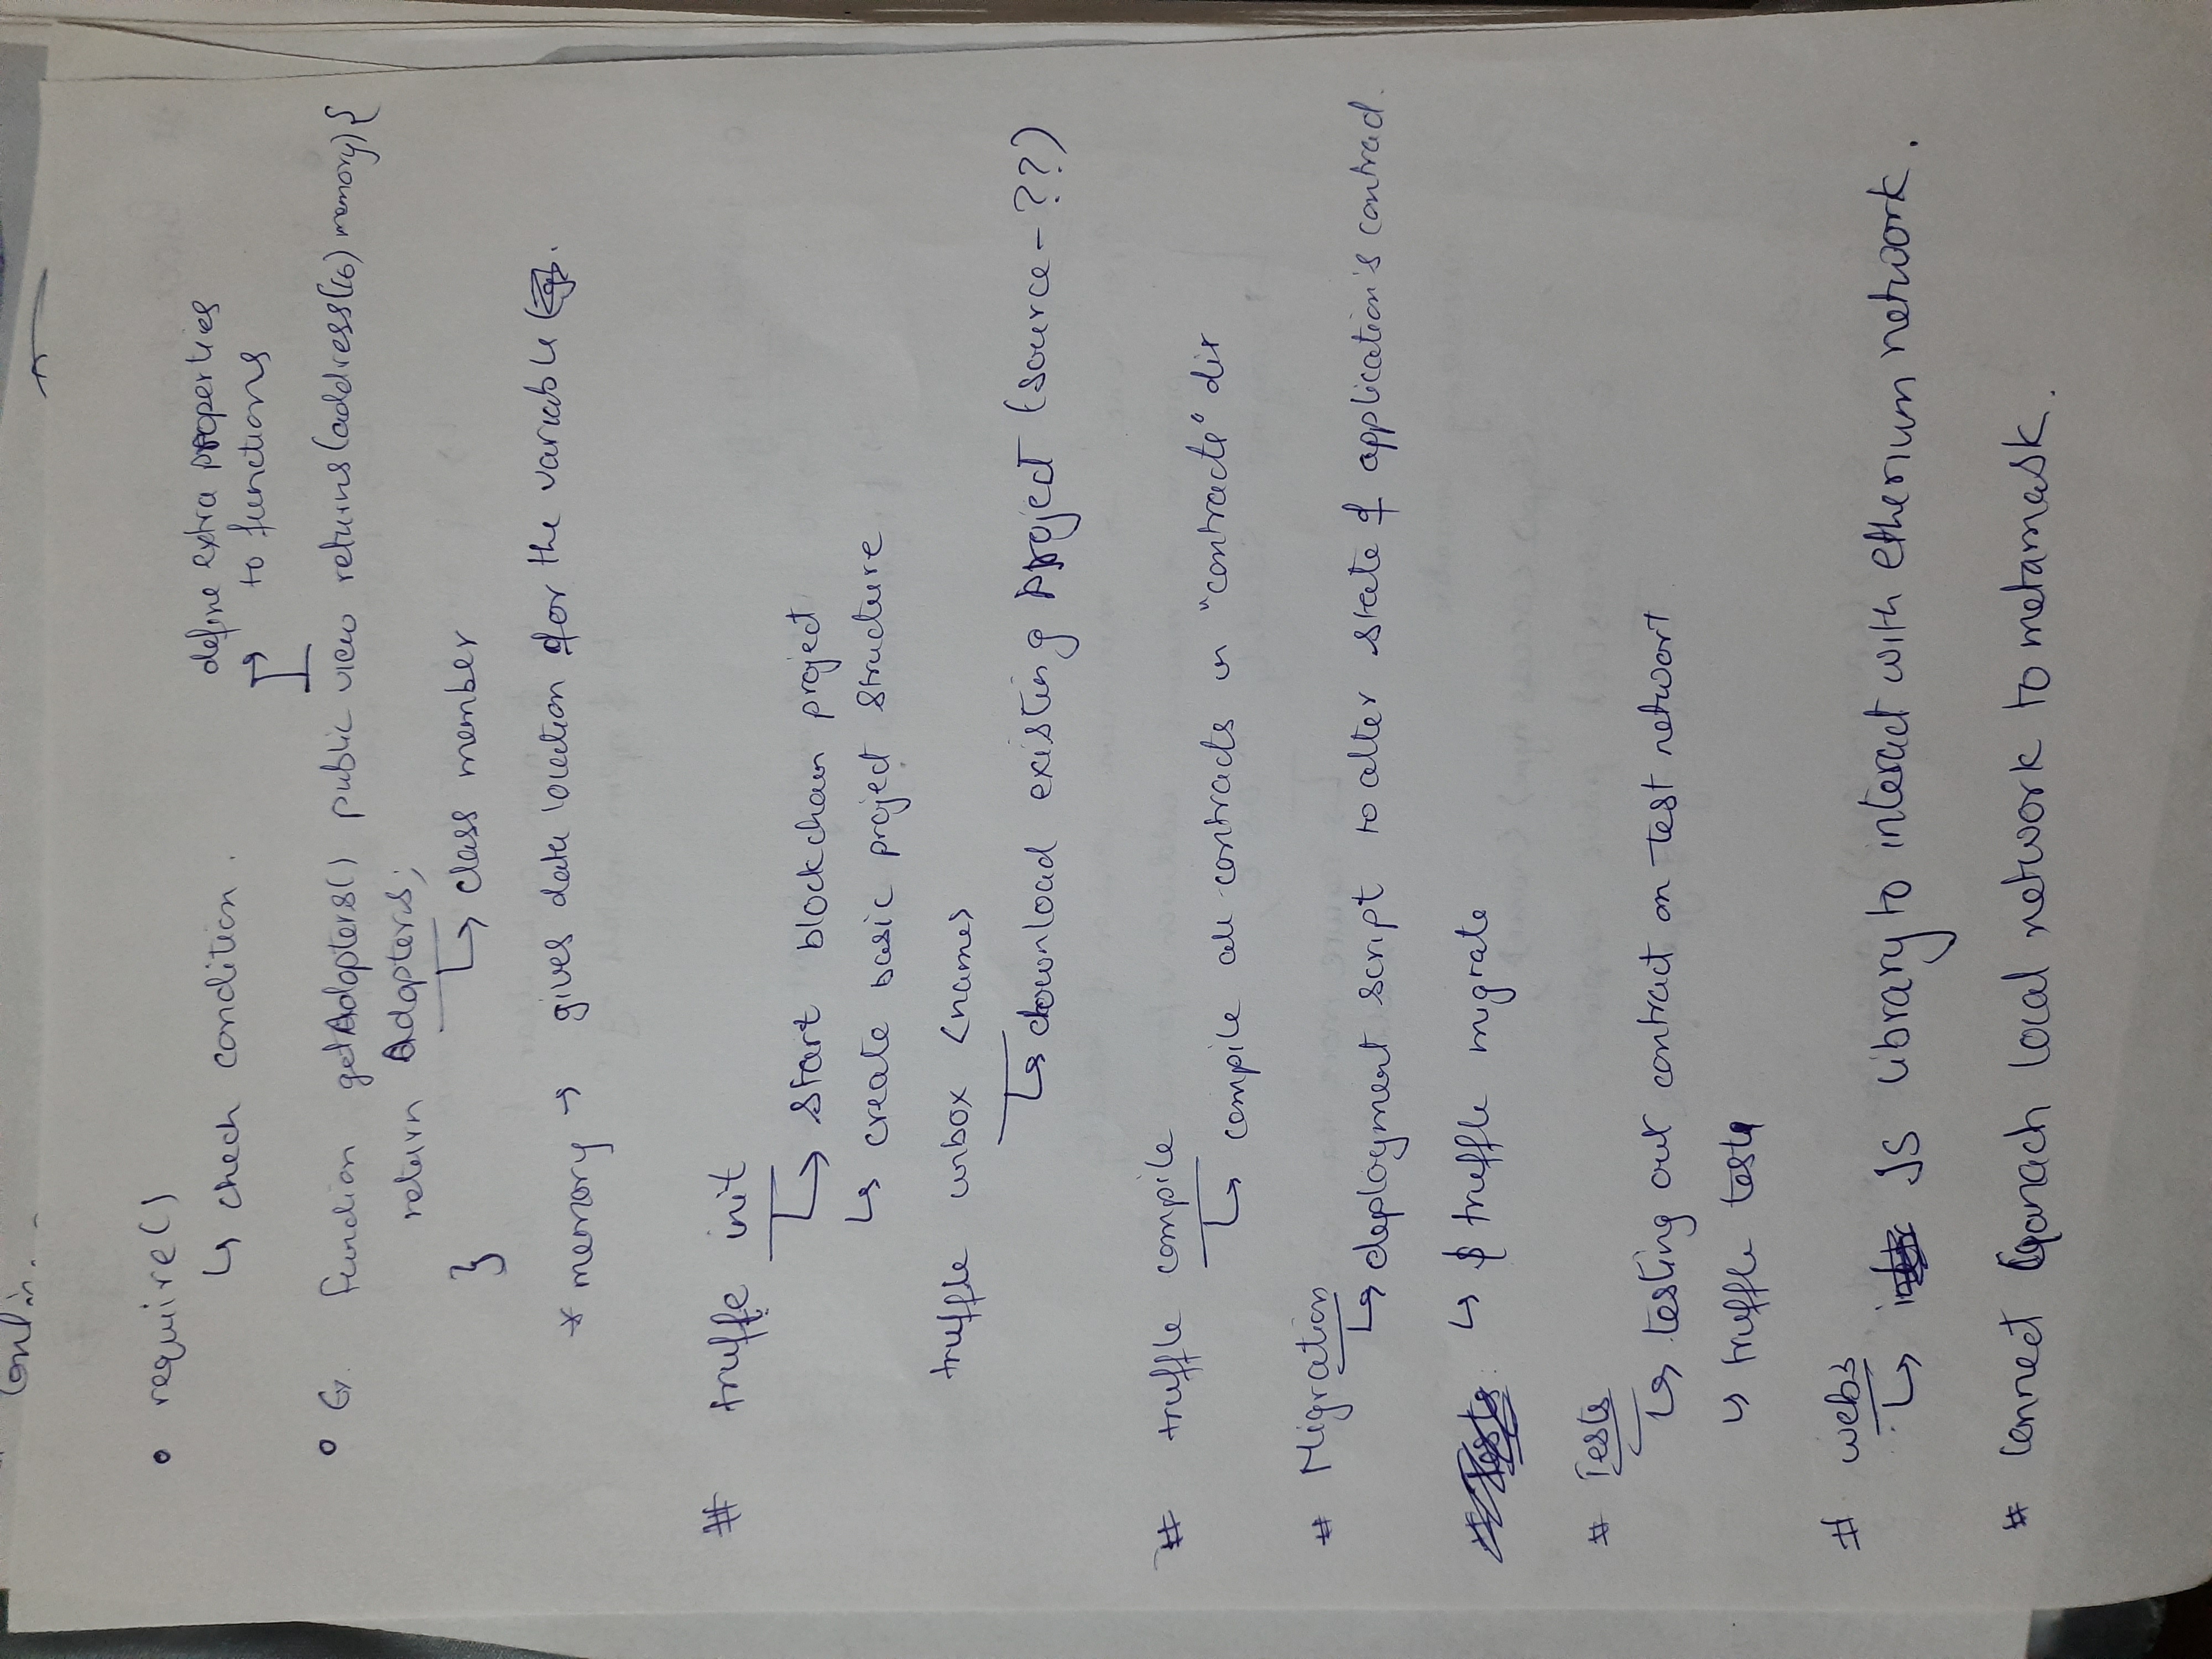 Contin. --
• require()
↳ check condition.
define extra properties
to functions
• Eg. function getAdopters() public view returns(address(16) memory){
return Adopters;
↳ class member
}
* memory → gives data location for the variable
# truffe init
↳ start blockchain project
↳ create basic project structure
truffle unbox <name>
↳ download existing project (source - ??)
# truffle compile
↳ compile all contracts in "contracts" dir
# Migration
↳ deployment script to alter state of application's contract.
↳ $ truffle migrate
# Tests
↳ testing our contract on test network
↳ truffle test
# web3
↳ JS library to interact with etherium network.
# Connect Ganach local network to metamask.